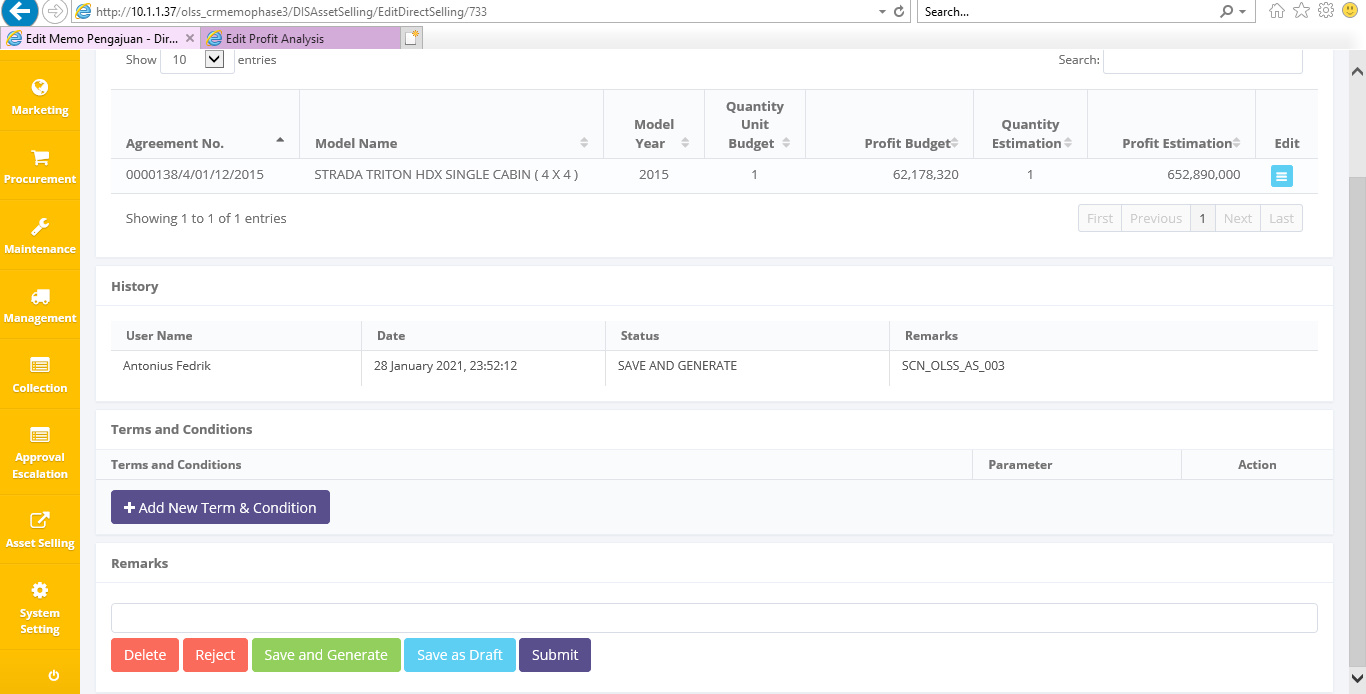 http://10.1.1.37/olss_crmemophase3/DISAssetSelling/EditDirectSelling/733
Search...
Edit Memo Pengajuan - Dir...
Edit Profit Analysis
Marketing
Procurement
Maintenance
Management
Collection
Approval
Escalation
Asset Selling
System
Setting
Show 10 entries
Search:
Agreement No.
Model Name
Model
Year
Quantity
Unit
Budget
Profit Budget
Quantity
Estimation
Profit Estimation
Edit
0000138/4/01/12/2015 STRADA TRITON HDX SINGLE CABIN ( 4 X 4 ) 2015 1 62,178,320 1 652,890,000
Showing 1 to 1 of 1 entries
First Previous 1 Next Last
History
User Name Date Status Remarks
Antonius Fedrik 28 January 2021, 23:52:12 SAVE AND GENERATE SCN_OLSS_AS_003
Terms and Conditions
Terms and Conditions Parameter Action
Add New Term & Condition
Remarks
Delete Reject Save and Generate Save as Draft Submit